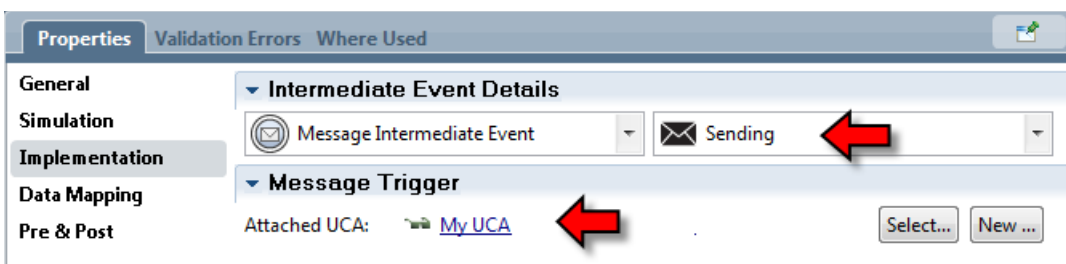 Properties Validation Errors Where Used
General
Simulation
Implementation
Data Mapping
Pre & Post
Intermediate Event Details
Message Intermediate Event Sending
Message Trigger
Attached UCA: My UCA Select... New ...